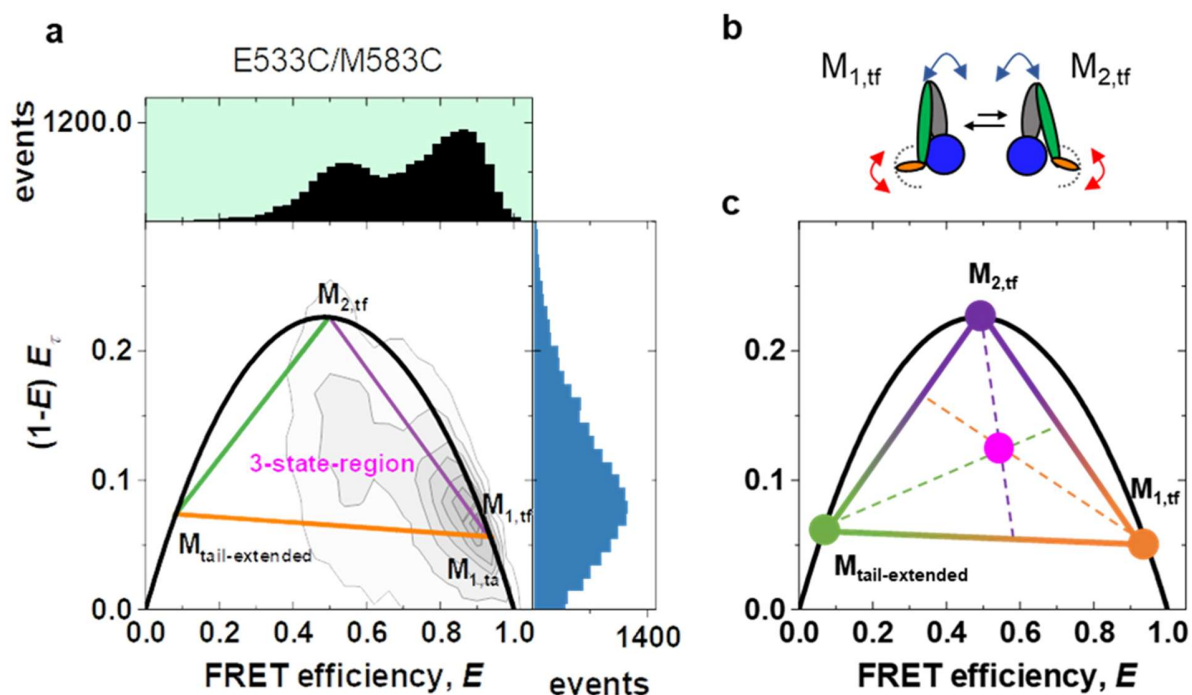 a
E533C/M583C
events
1200.0
M2,tf
3-state-region
M1,tf
Mtail-extended
M1,ta
(1-E) Eτ
0.2
0.1
0.0
0.0 0.2 0.4 0.6 0.8 1.0
FRET efficiency, E
1400
events
b
M1,tf
M2,tf
c
M2,tf
M1,tf
Mtail-extended
0.2
0.1
0.0
0.0 0.2 0.4 0.6 0.8 1.0
FRET efficiency, E